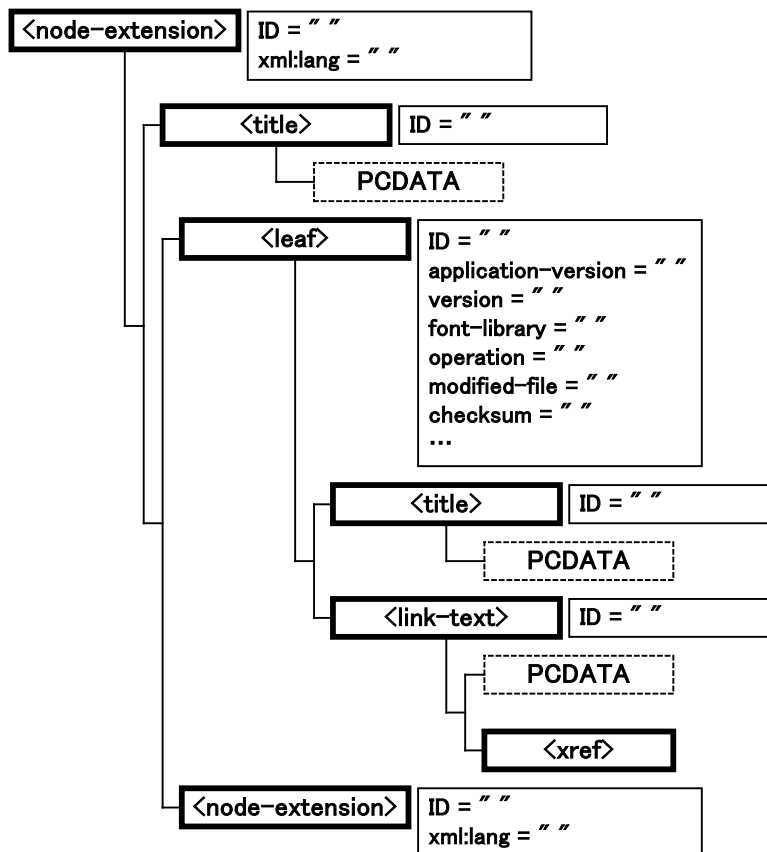 <node-extension>
ID = " "
xml:lang = " "
<title>
ID = " "
PCDATA
<leaf>
ID = " "
application-version = " "
version = " "
font-library = " "
operation = " "
modified-file = " "
checksum = " "
...
<title>
ID = " "
PCDATA
<link-text>
ID = " "
PCDATA
<xref>
<node-extension>
ID = " "
xml:lang = " "